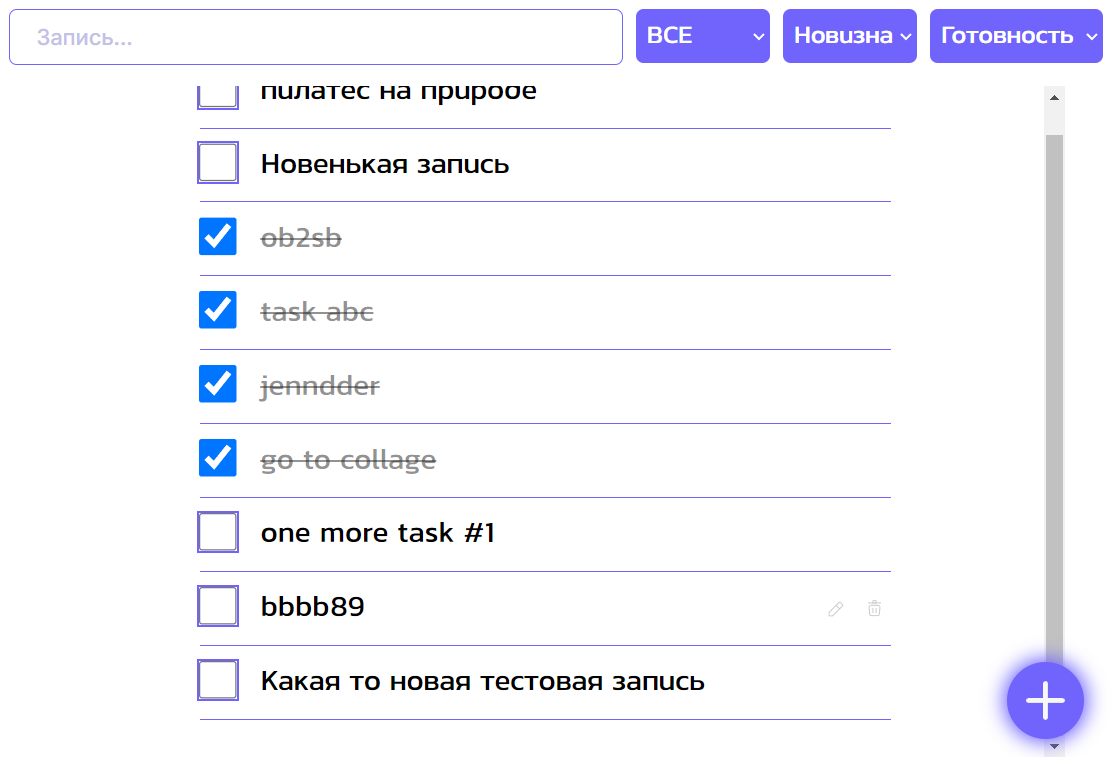 Запись...
ВСЕ
Новизна
Готовность
пилатес на природе
Новенькая запись
ob2sb
task abc
jenndder
go to collage
one more task #1
bbbb89
Какая то новая тестовая запись